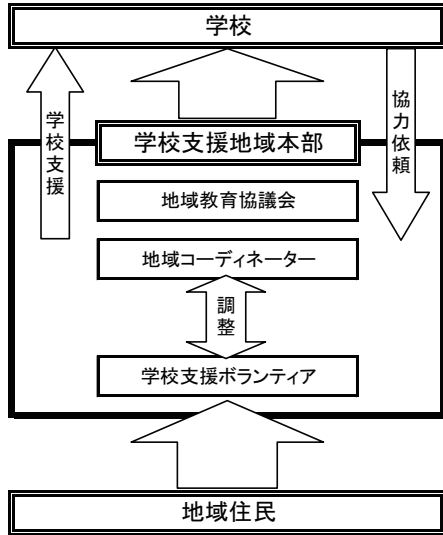 学校
学校支援
協力依頼
学校支援地域本部
地域教育協議会
地域コーディネーター
調整
学校支援ボランティア
地域住民